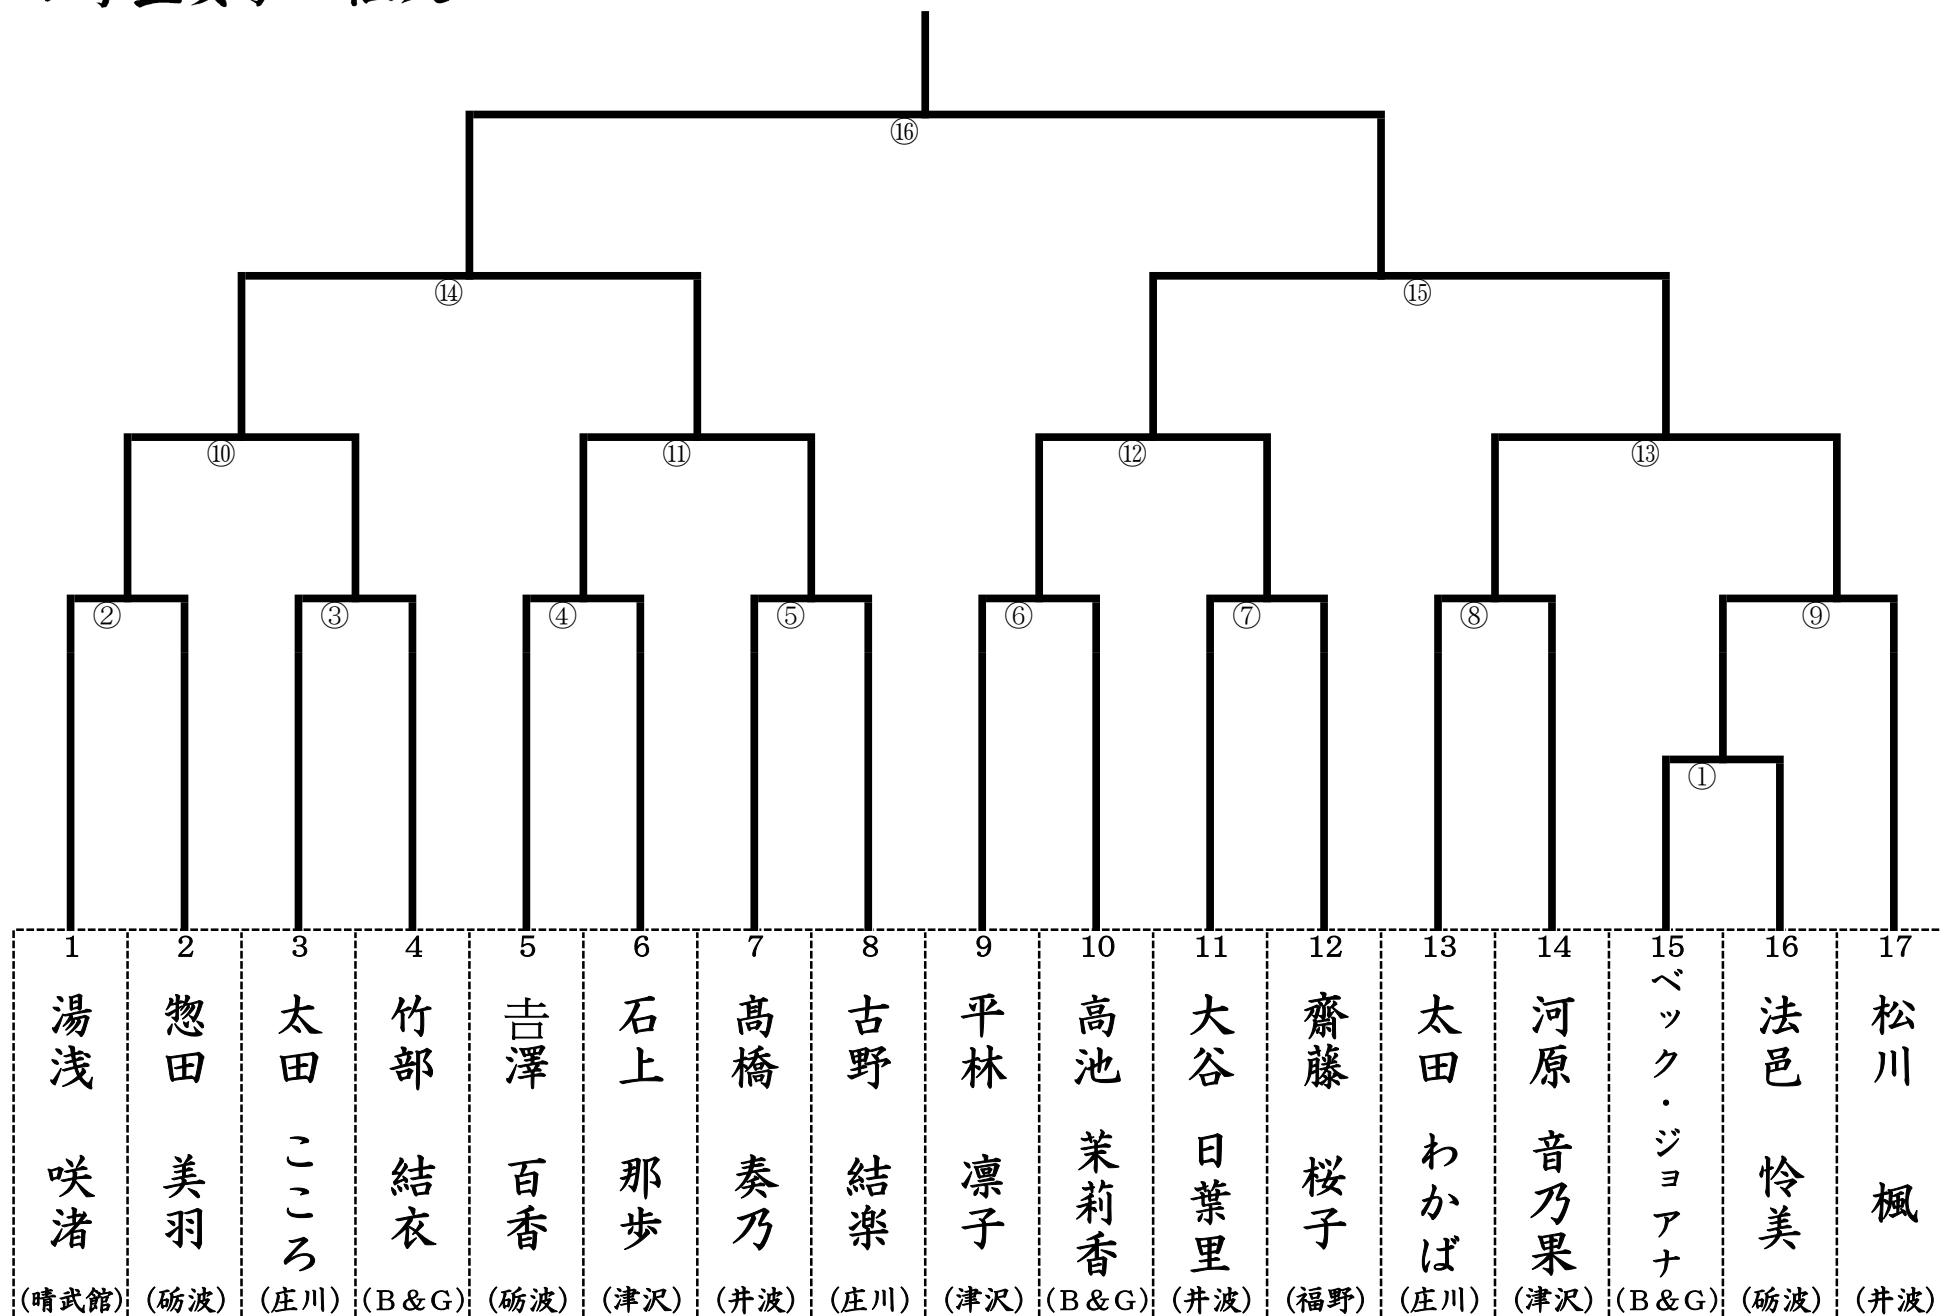 ⑯
⑭
⑮
⑩
⑪
⑫
⑬
②
③
④
⑤
⑥
⑦
⑧
⑨
①
1 2 3 4 5 6 7 8 9 10 11 12 13 14 15 16 17
湯浅 咲渚
(晴武館)
惣田 美羽
(砺波)
太田 こころ
(庄川)
竹部 結衣
(B&G)
𠮷澤 百香
(砺波)
石上 那歩
(津沢)
髙橋 奏乃
(井波)
古野 結楽
(庄川)
平林 凛子
(津沢)
高池 茉莉香
(B&G)
大谷 日葉里
(井波)
齋藤 桜子
(福野)
太田 わかば
(庄川)
河原 音乃果
(津沢)
ベック・ジョアナ
(B&G)
法邑 怜美
(砺波)
松川 楓
(井波)